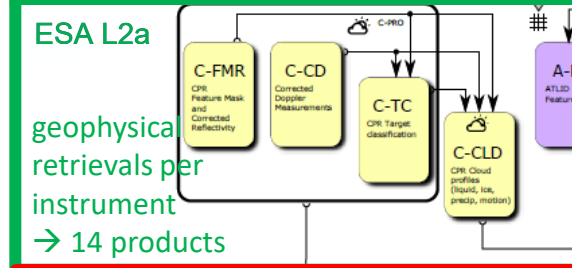 ESA L2a
geophysical
retrievals per
instrument
→ 14 products
C-PRO
C-FMR
CPR
Feature Mask
and
Corrected
Reflectivity
C-CD
Corrected
Doppler
Measurements
C-TC
CPR Target
classification
C-CLD
CPR Cloud
profiles
(liquid, ice,
precip, motion)
ATLID